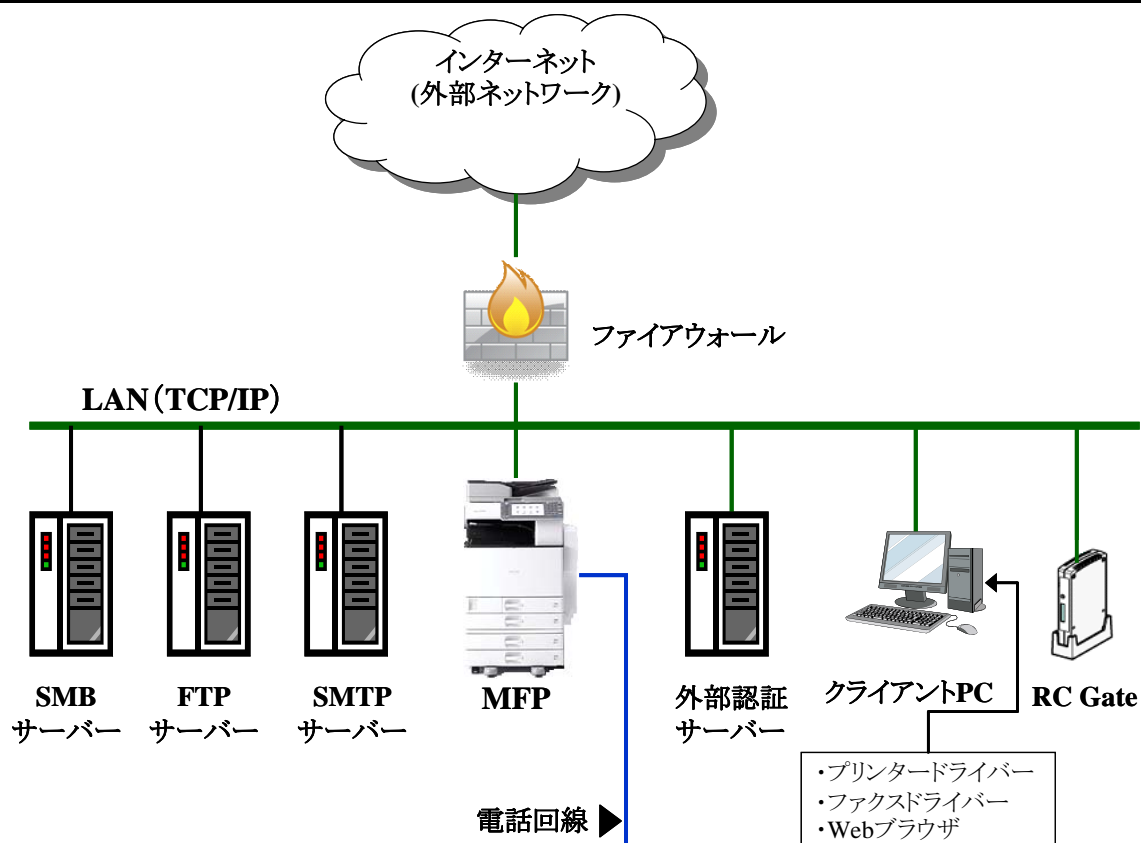 インターネット
(外部ネットワーク)
ファイアウォール
LAN（TCP/IP）
SMB
サーバー
FTP
サーバー
SMTP
サーバー
MFP
外部認証
サーバー
クライアントPC
RC Gate
電話回線
・プリンタードライバー
・ファクスドライバー
・Webブラウザ